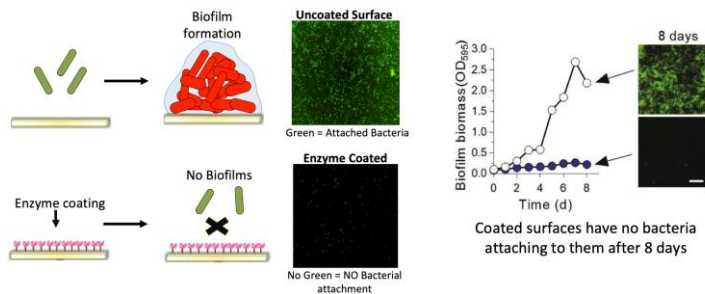 Biofilm
formation
Uncoated Surface
Green = Attached Bacteria
Enzyme coating
No Biofilms
Enzyme Coated
No Green = NO Bacterial
attachment
8 days
Biofilm biomass(OD595)
3.0
2.5
2.0
1.5
1.0
0.5
0.0
0 2 4 6 8
Time (d)
Coated surfaces have no bacteria
attaching to them after 8 days